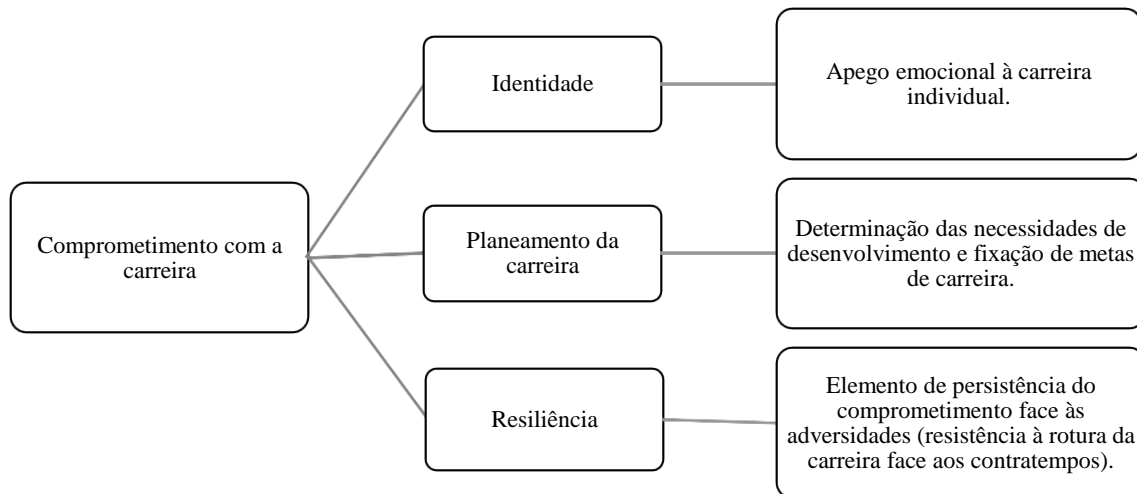 Comprometimento com a
carreira
Identidade
Apego emocional à carreira
individual.
Planeamento da
carreira
Determinação das necessidades de
desenvolvimento e fixação de metas
de carreira.
Resiliência
Elemento de persistência do
comprometimento face às
adversidades (resistência à rotura da
carreira face aos contratempos).